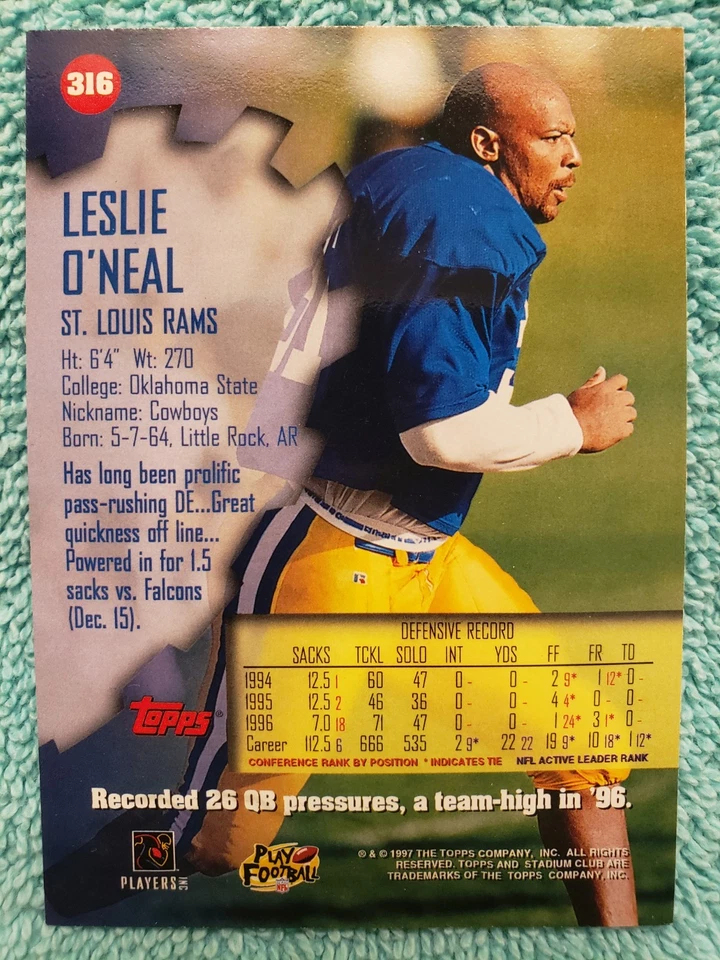 316
LESLIE
O'NEAL
ST. LOUIS RAMS
Ht: 6'4" Wt: 270
College: Oklahoma State
Nickname: Cowboys
Born: 5-7-64, Little Rock, AR
Has long been prolific
pass-rushing DE...Great
quickness off line...
Powered in for 1.5
sacks vs. Falcons
(Dec. 15).
DEFENSIVE RECORD
SACKS TCKL SOLO INT YDS FF FR TD
1994 12.5 1 60 47 0 - 0 - 2 9* 1 12* 0 -
1995 12.5 2 46 36 0 - 0 - 4 4* 0 - 0 -
1996 7.0 18 71 47 0 - 0 - 1 24* 3 1* 0 -
Career 112.5 6 666 535 2 9* 22 22 19 9* 10 18* 1 12*
CONFERENCE RANK BY POSITION * INDICATES TIE NFL ACTIVE LEADER RANK
topps®
Recorded 26 QB pressures, a team-high in '96.
PLAYERS INC
PLAY
FOOTBALL
NFL
® & © 1997 THE TOPPS COMPANY, INC. ALL RIGHTS
RESERVED. TOPPS AND STADIUM CLUB ARE
TRADEMARKS OF THE TOPPS COMPANY, INC.